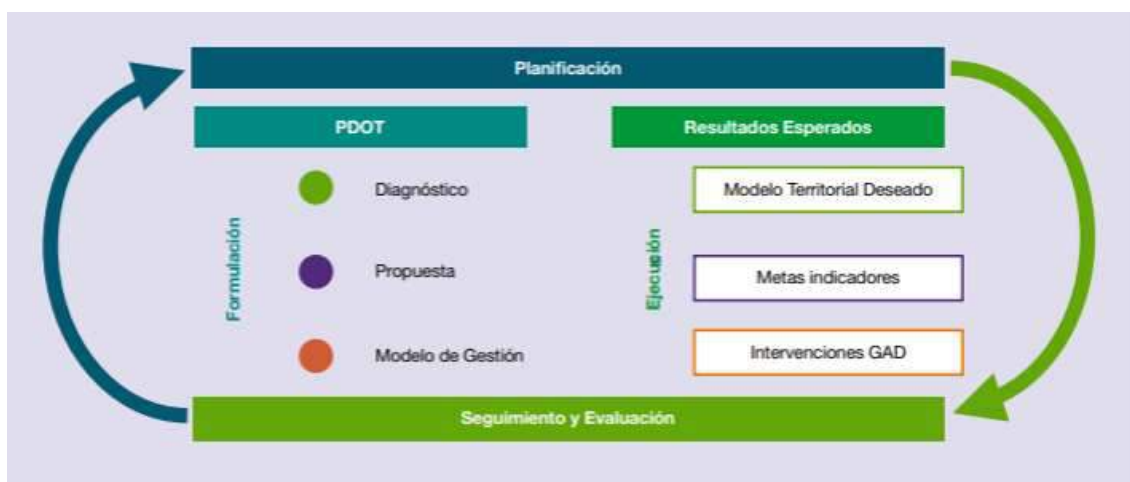 Planificación
PDOT
Resultados Esperados
Formulación
Diagnóstico
Propuesta
Modelo de Gestión
Ejecución
Modelo Territorial Deseado
Metas indicadores
Intervenciones GAD
Seguimiento y Evaluación